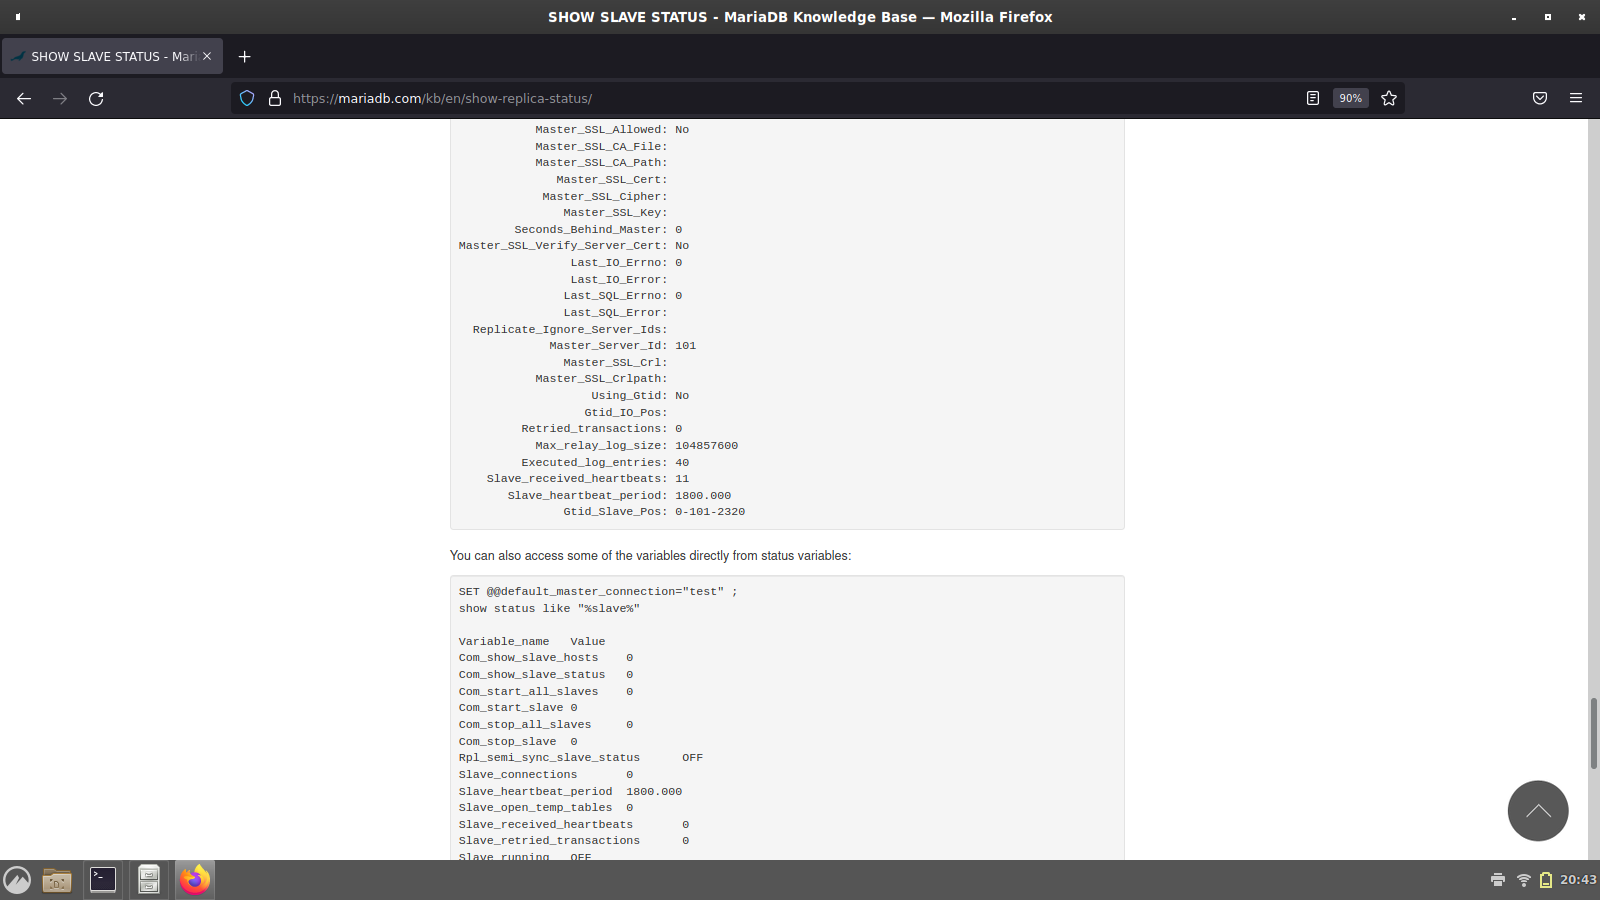 SHOW SLAVE STATUS - MariaDB Knowledge Base — Mozilla Firefox
SHOW SLAVE STATUS - Mari
https://mariadb.com/kb/en/show-replica-status/
90%
Master_SSL_Allowed: No
Master_SSL_CA_File:
Master_SSL_CA_Path:
Master_SSL_Cert:
Master_SSL_Cipher:
Master_SSL_Key:
Seconds_Behind_Master: 0
Master_SSL_Verify_Server_Cert: No
Last_IO_Errno: 0
Last_IO_Error:
Last_SQL_Errno: 0
Last_SQL_Error:
Replicate_Ignore_Server_Ids:
Master_Server_Id: 101
Master_SSL_Crl:
Master_SSL_Crlpath:
Using_Gtid: No
Gtid_IO_Pos:
Retried_transactions: 0
Max_relay_log_size: 104857600
Executed_log_entries: 40
Slave_received_heartbeats: 11
Slave_heartbeat_period: 1800.000
Gtid_Slave_Pos: 0-101-2320
You can also access some of the variables directly from status variables:
SET @@default_master_connection="test" ;
show status like "%slave%"
Variable_name Value
Com_show_slave_hosts 0
Com_show_slave_status 0
Com_start_all_slaves 0
Com_start_slave 0
Com_stop_all_slaves 0
Com_stop_slave 0
Rpl_semi_sync_slave_status OFF
Slave_connections 0
Slave_heartbeat_period 1800.000
Slave_open_temp_tables 0
Slave_received_heartbeats 0
Slave_retried_transactions 0
Slave_running OFF
20:43